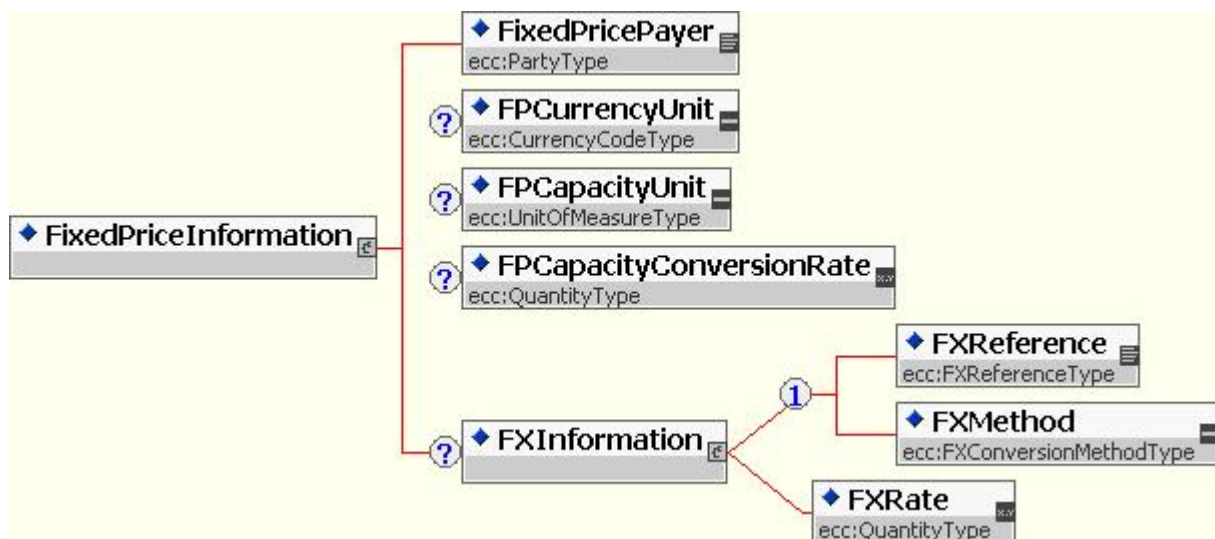 FixedPricePayer
ecc:PartyType
?
FPCurrencyUnit
ecc:CurrencyCodeType
?
FPCapacityUnit
ecc:UnitOfMeasureType
FixedPriceInformation
?
FPCapacityConversionRate
x.y
ecc:QuantityType
FXReference
ecc:FXReferenceType
1
?
FXInformation
FXMethod
ecc:FXConversionMethodType
FXRate
x.y
ecc:QuantityType